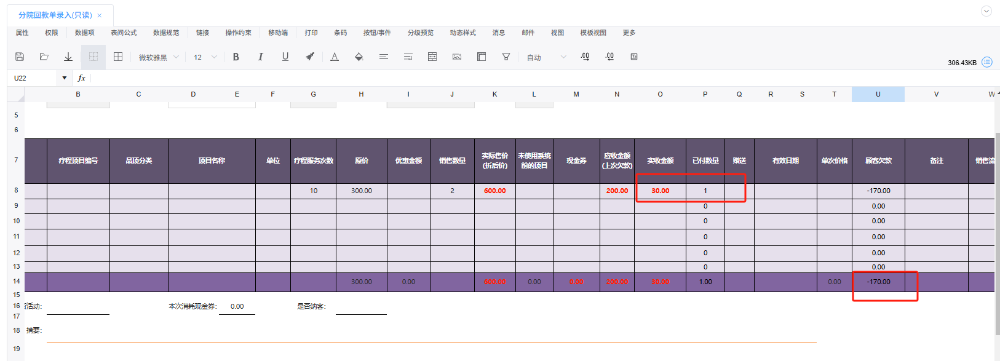 分院回款单录入(只读) ×
属性 权限 数据项 表间公式 数据规范 链接 操作约束 移动端 打印 条码 按钮/事件 分级预览 动态样式 消息 邮件 视图 模板视图 更多
微软雅黑 12 B I U A 自动 .00 .00
306.43KB
U22 fx
B C D E F G H I J K L M N O P Q R S T U V W
5
6
7 疗程项目编号 品项分类 项目名称 单位 疗程服务次数 原价 优惠金额 销售数量 实际售价 未使用系统 现金券 应收金额 实收金额 已付数量 赠送 有效日期 单次价格 顾客欠款 备注 销售流
(折后价) 前的项目 (上次欠款)
8 10 300.00 2 600.00 200.00 30.00 1 -170.00
9 0 0.00
10 0 0.00
11 0 0.00
12 0 0.00
13 0 0.00
14 300.00 0.00 600.00 0.00 0.00 200.00 30.00 1.00 0.00 -170.00
15
16 活动: 本次消耗现金券: 0.00 是否纳客:
17
18 摘要:
19